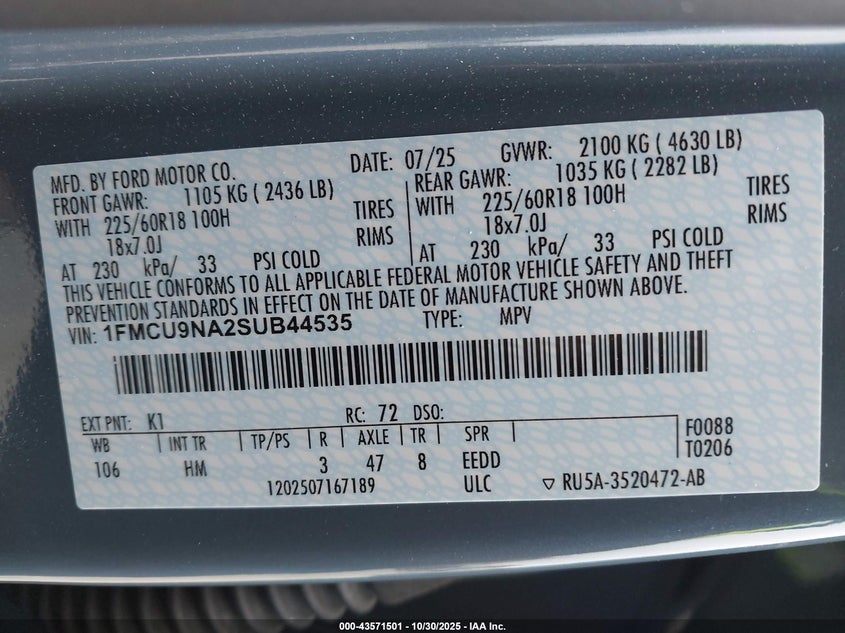 MFD. BY FORD MOTOR CO. DATE: 07/25 GVWR: 2100 KG ( 4630 LB)
FRONT GAWR: 1105 KG ( 2436 LB) REAR GAWR: 1035 KG ( 2282 LB)
WITH 225/60R18 100H TIRES WITH 225/60R18 100H TIRES
18x7.0J RIMS 18x7.0J RIMS
AT 230 kPa/ 33 PSI COLD AT 230 kPa/ 33 PSI COLD
THIS VEHICLE CONFORMS TO ALL APPLICABLE FEDERAL MOTOR VEHICLE SAFETY AND THEFT
PREVENTION STANDARDS IN EFFECT ON THE DATE OF MANUFACTURE SHOWN ABOVE.
VIN: 1FMCU9NA2SUB44535 TYPE: MPV
EXT PNT: K1 RC: 72 DSO: F0088
WB INT TR TP/PS R AXLE TR SPR T0206
106 HM 3 47 8 EEDD
1202507167189 ULC ▽ RU5A-3520472-AB
000-43571501 - 10/30/2025 - IAA Inc.